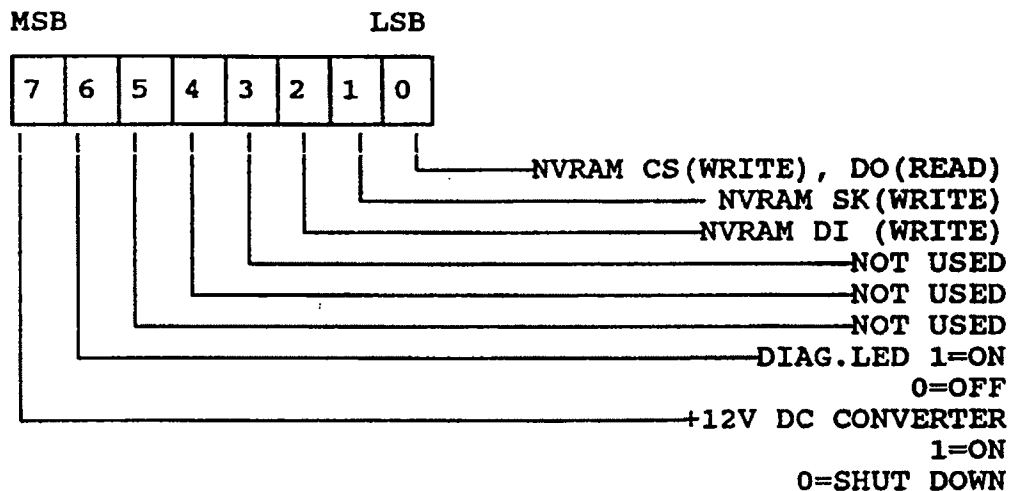 MSB LSB
7 6 5 4 3 2 1 0
NVRAM CS(WRITE), DO(READ)
NVRAM SK(WRITE)
NVRAM DI (WRITE)
NOT USED
NOT USED
NOT USED
DIAG.LED 1=ON
0=OFF
+12V DC CONVERTER
1=ON
0=SHUT DOWN